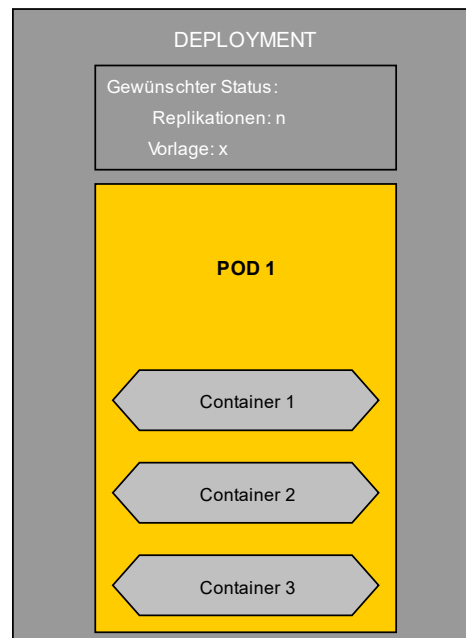 DEPLOYMENT
Gewünschter Status:
Replikationen: n
Vorlage: x
POD 1
Container 1
Container 2
Container 3